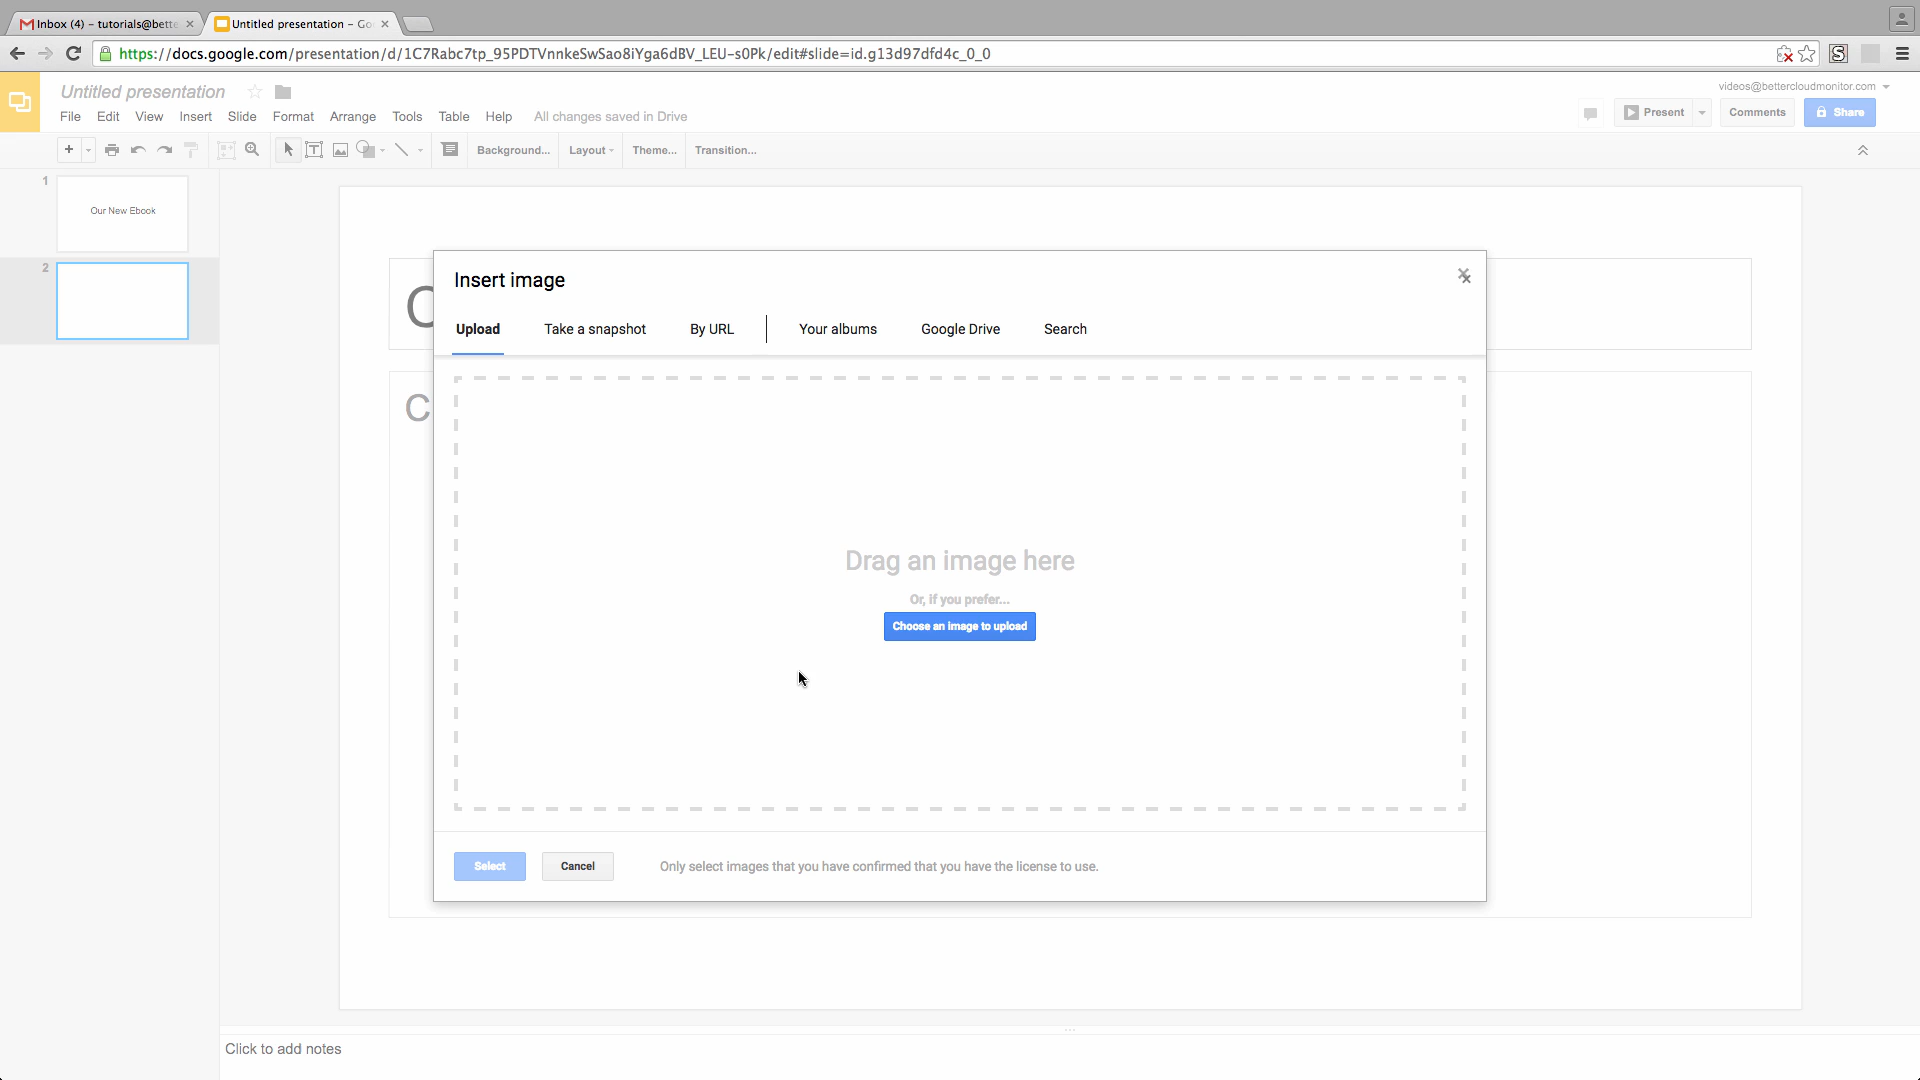 Inbox (4) – tutorials@bette
Untitled presentation – Go
https://docs.google.com/presentation/d/1C7Rabc7tp_95PDTVnnkeSwSao8iYga6dBV_LEU-s0Pk/edit#slide=id.g13d97dfd4c_0_0
Untitled presentation
videos@bettercloudmonitor.com
File Edit View Insert Slide Format Arrange Tools Table Help All changes saved in Drive
Present Comments Share
Background... Layout Theme... Transition...
1
Our New Ebook
2
Insert image
Upload Take a snapshot By URL Your albums Google Drive Search
C
C
Drag an image here
Or, if you prefer...
Choose an image to upload
Select Cancel Only select images that you have confirmed that you have the license to use.
Click to add notes